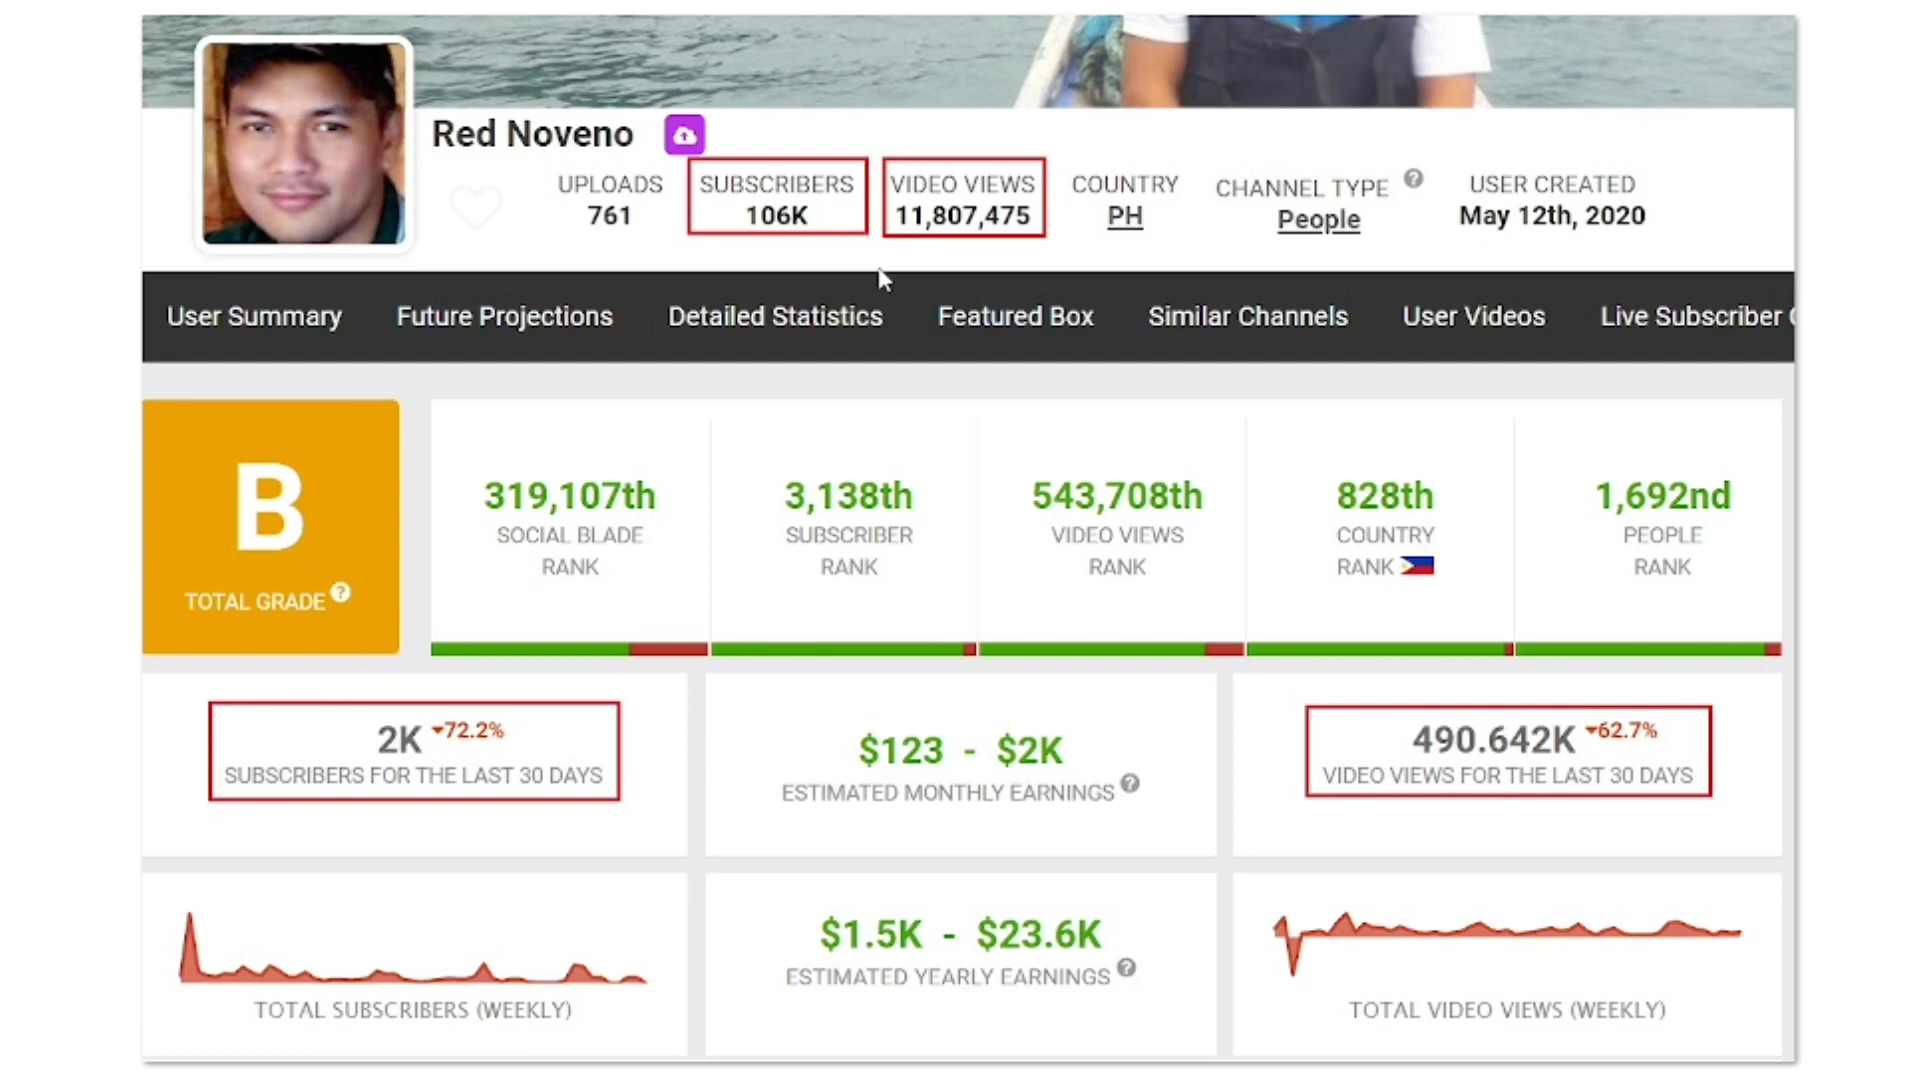 Red Noveno
UPLOADS
761
SUBSCRIBERS
106K
VIDEO VIEWS
11,807,475
COUNTRY
PH
CHANNEL TYPE ?
People
USER CREATED
May 12th, 2020
User Summary
Future Projections
Detailed Statistics
Featured Box
Similar Channels
User Videos
Live Subscriber
B
TOTAL GRADE ?
319,107th
SOCIAL BLADE
RANK
3,138th
SUBSCRIBER
RANK
543,708th
VIDEO VIEWS
RANK
828th
COUNTRY
RANK
1,692nd
PEOPLE
RANK
2K 72.2%
SUBSCRIBERS FOR THE LAST 30 DAYS
$123 - $2K
ESTIMATED MONTHLY EARNINGS ?
490.642K 62.7%
VIDEO VIEWS FOR THE LAST 30 DAYS
TOTAL SUBSCRIBERS (WEEKLY)
$1.5K - $23.6K
ESTIMATED YEARLY EARNINGS ?
TOTAL VIDEO VIEWS (WEEKLY)